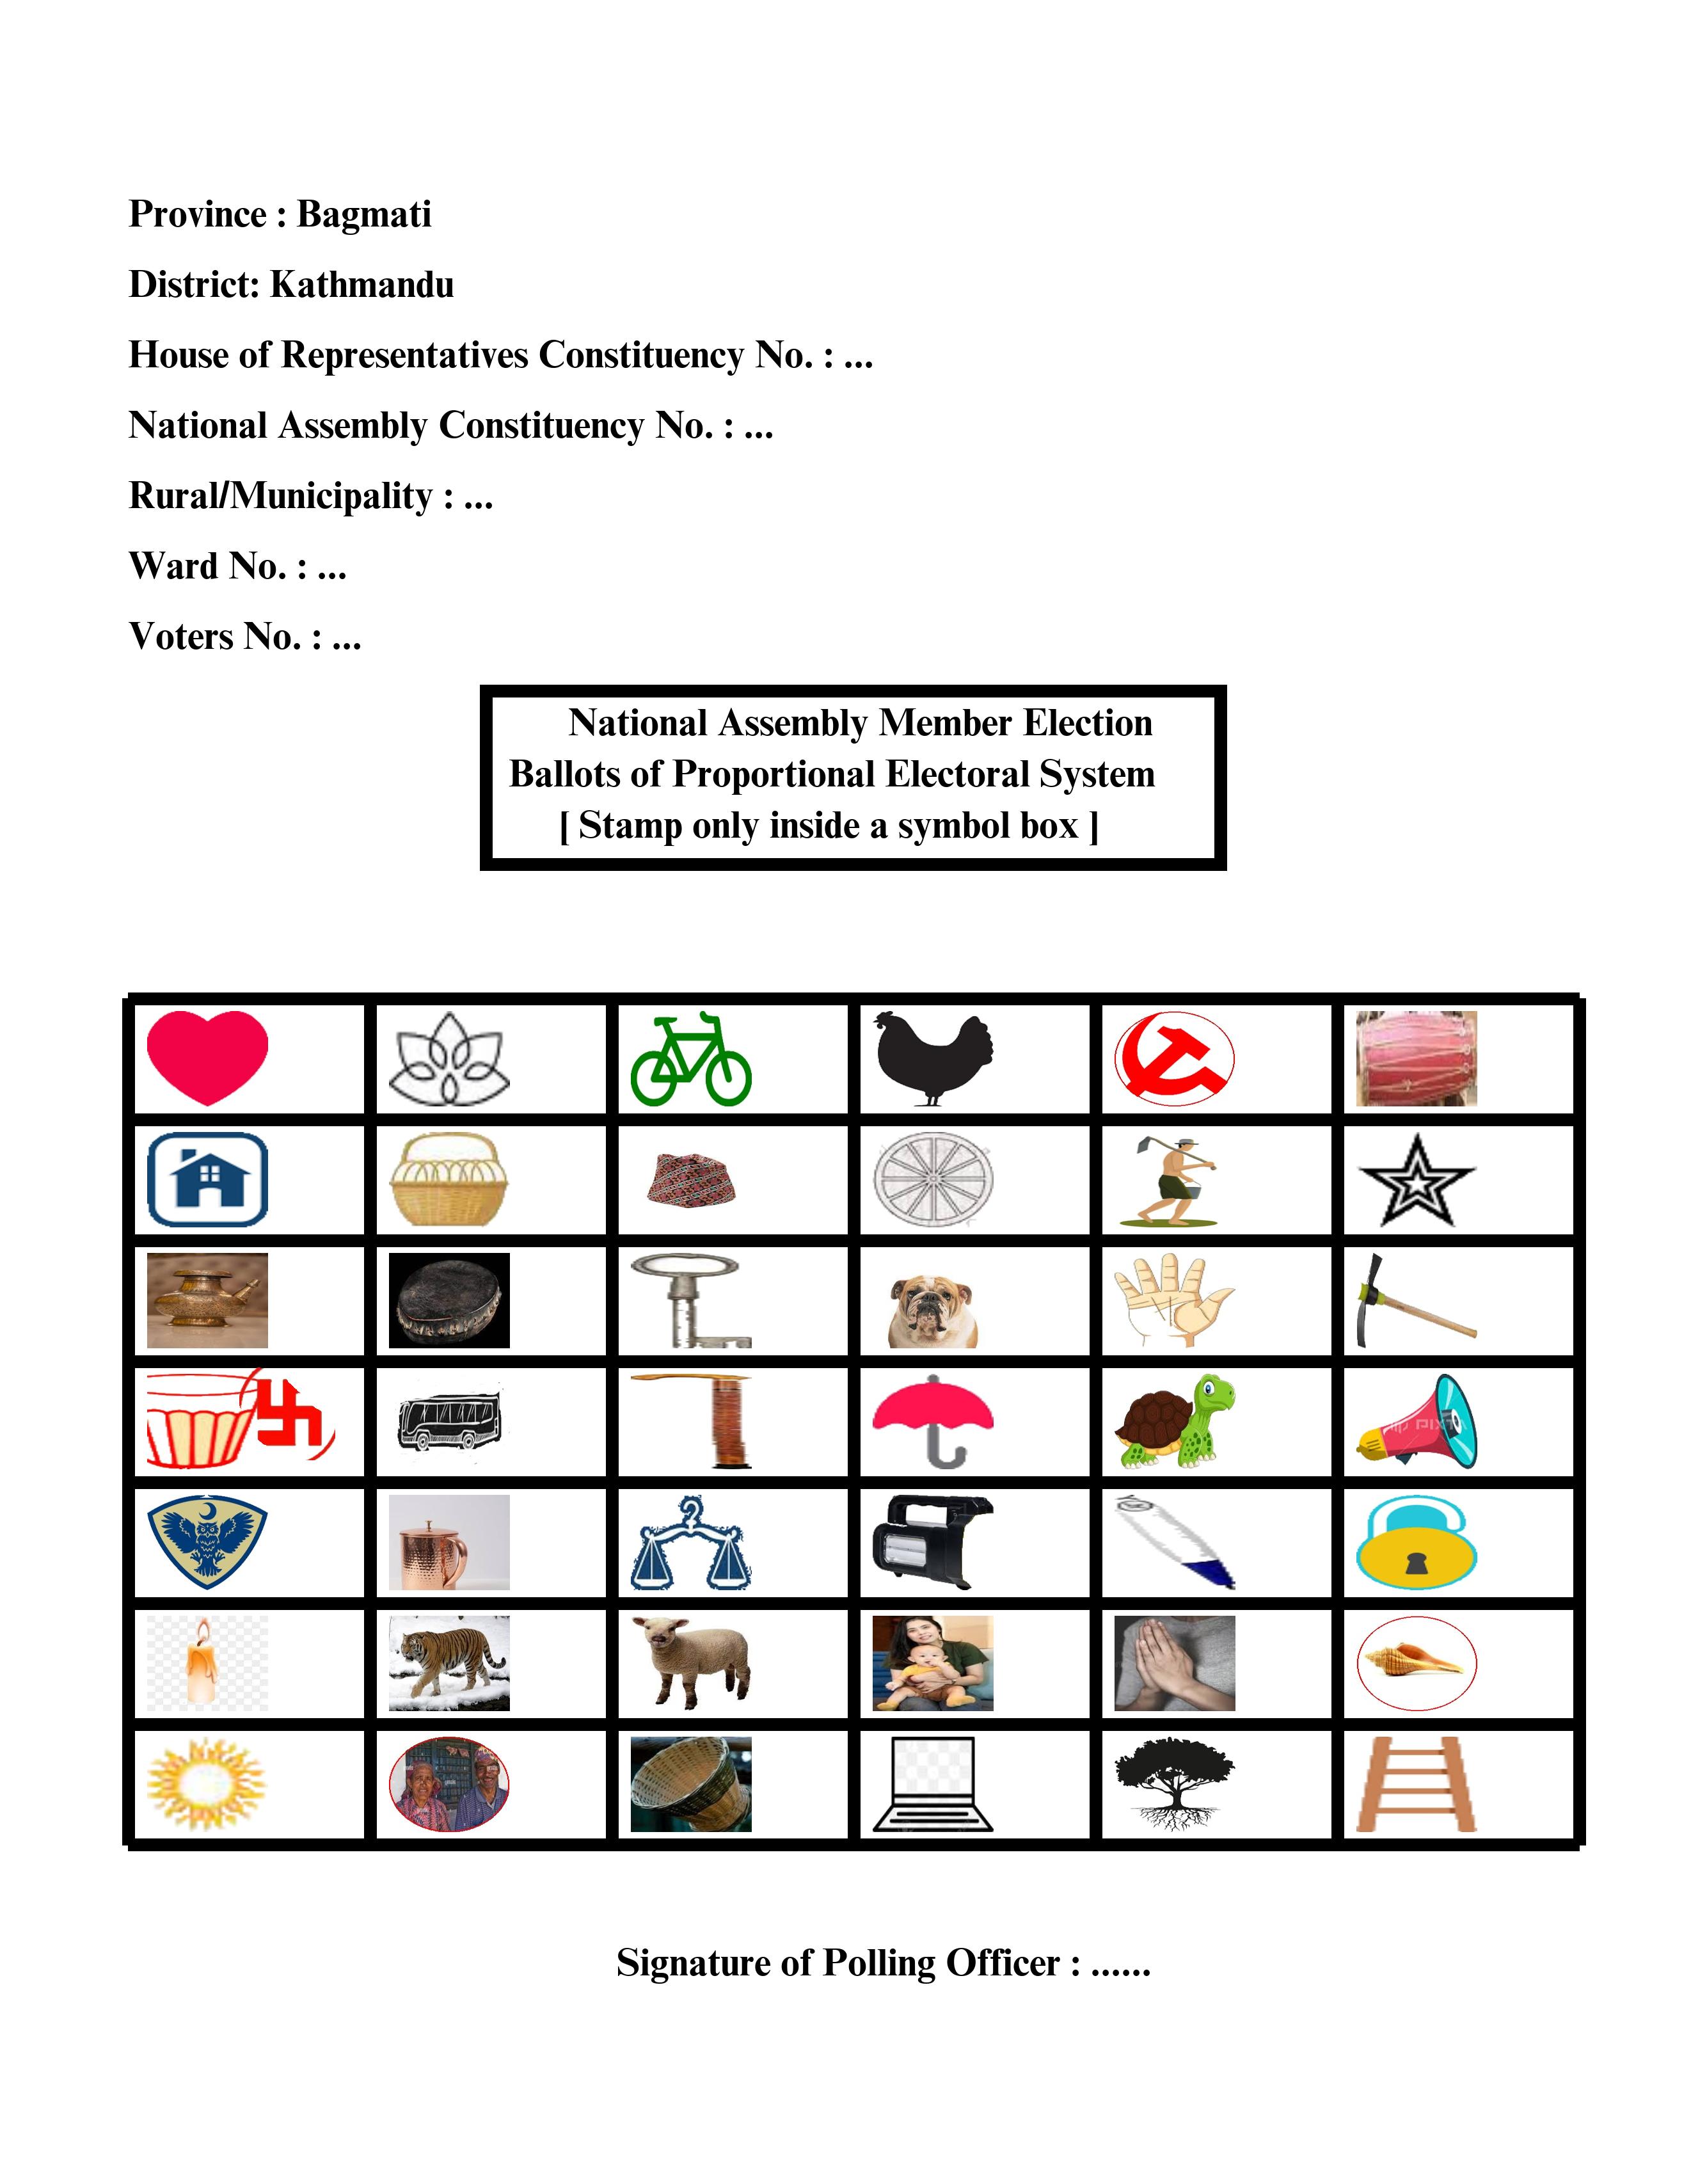 Province : Bagmati
District: Kathmandu
House of Representatives Constituency No. : ...
National Assembly Constituency No. : ...
Rural/Municipality : ...
Ward No. : ...
Voters No. : ...
National Assembly Member Election
Ballots of Proportional Electoral System
[ Stamp only inside a symbol box ]
Signature of Polling Officer : ......